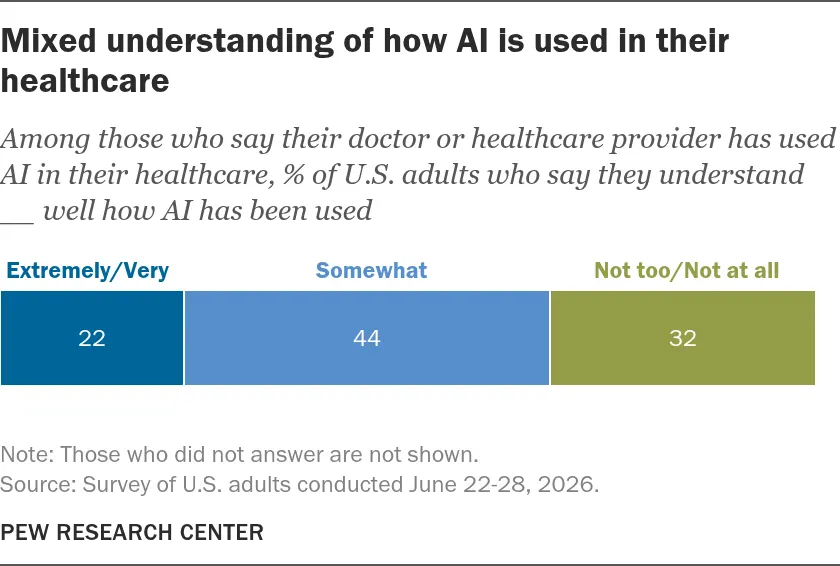 Mixed understanding of how AI is used in their
healthcare
Among those who say their doctor or healthcare provider has used
AI in their healthcare, % of U.S. adults who say they understand
__ well how AI has been used
Extremely/Very Somewhat Not too/Not at all
22 44 32
Note: Those who did not answer are not shown.
Source: Survey of U.S. adults conducted June 22-28, 2026.
PEW RESEARCH CENTER